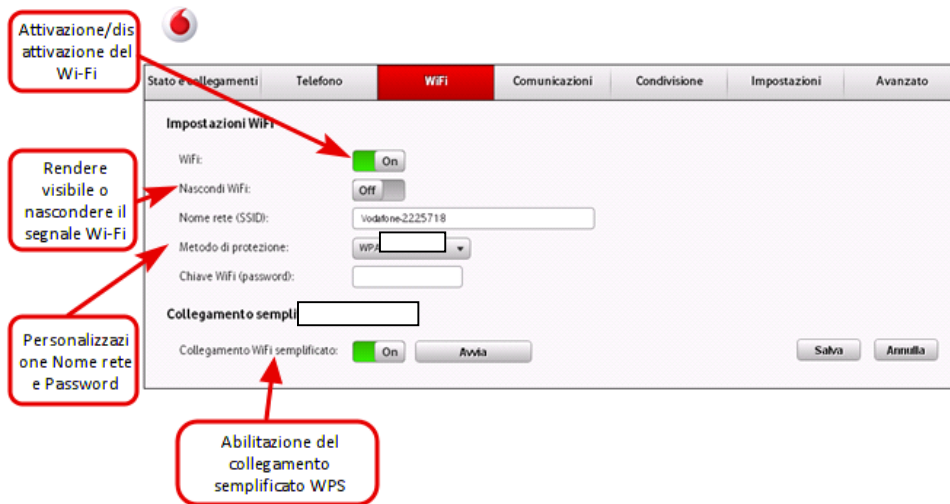 Attivazione/dis
attivazione del
Wi-Fi
Stato e collegamenti Telefono WiFi Comunicazioni Condivisione Impostazioni Avanzato
Impostazioni WiFi
WiFi: On
Rendere
visibile o
nascondere il
segnale Wi-Fi
Nascondi WiFi: Off
Nome rete (SSID): Vodafone-2225718
Metodo di protezione: WPA
Chiave WiFi (password):
Personalizzazi
one Nome rete
e Password
Collegamento sempli
Collegamento WiFi semplificato: On Avvia Salva Annulla
Abilitazione del
collegamento
semplificato WPS